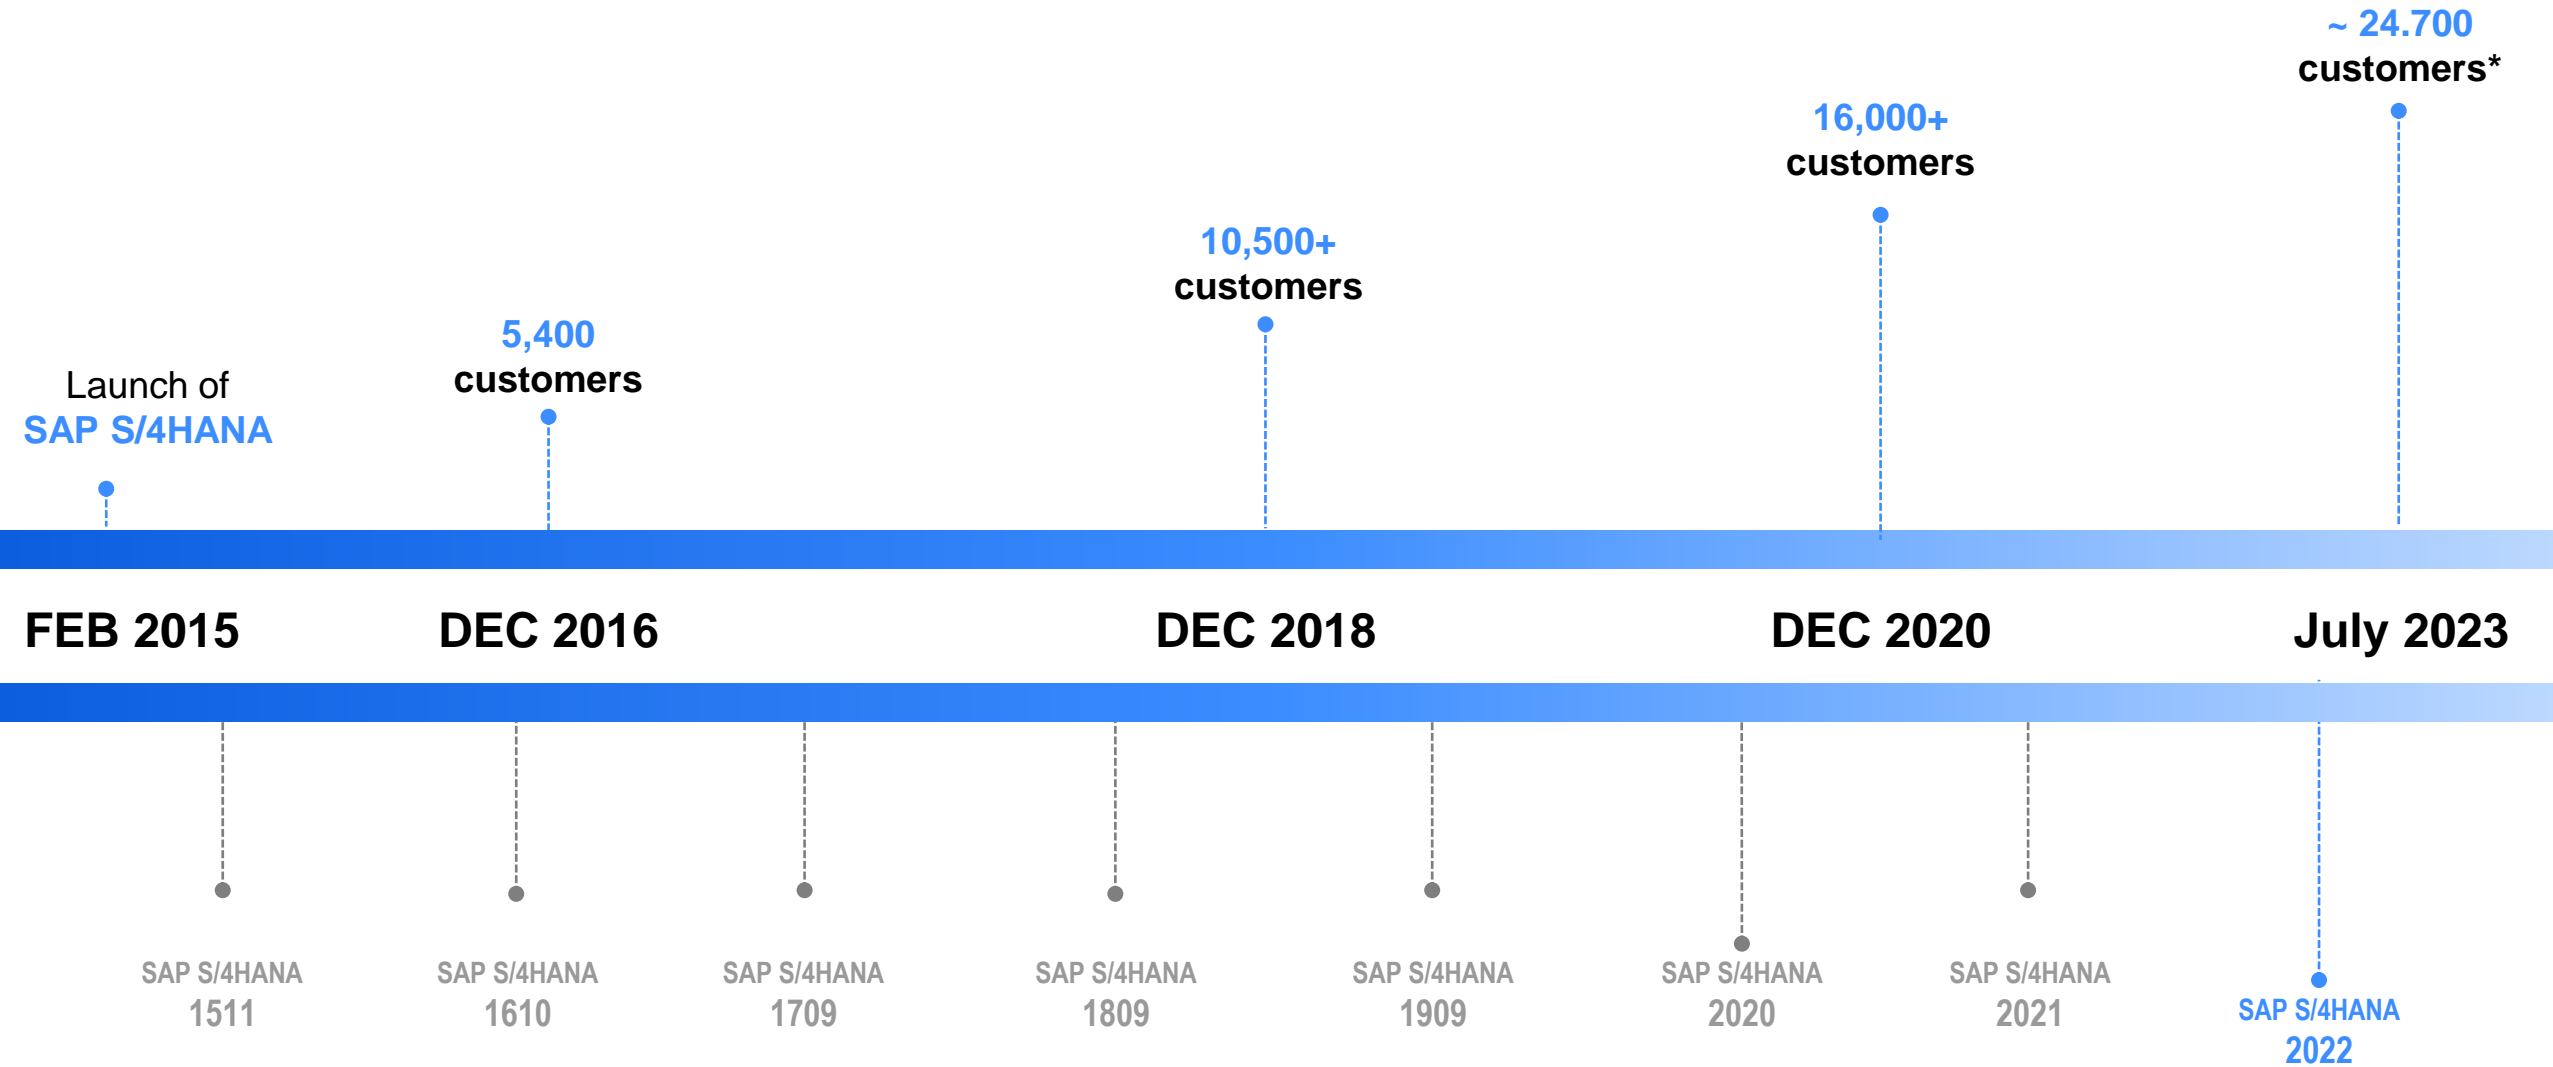 ~ 24.700
customers*
16,000+
customers
10,500+
customers
5,400
customers
Launch of
SAP S/4HANA
FEB 2015
DEC 2016
DEC 2018
DEC 2020
July 2023
SAP S/4HANA
1511
SAP S/4HANA
1610
SAP S/4HANA
1709
SAP S/4HANA
1809
SAP S/4HANA
1909
SAP S/4HANA
2020
SAP S/4HANA
2021
SAP S/4HANA
2022